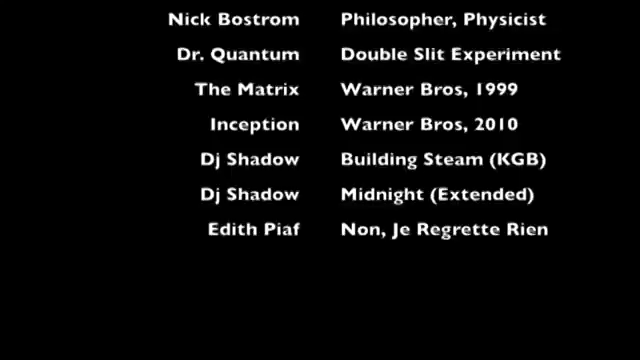 Nick Bostrom Philosopher, Physicist
Dr. Quantum Double Slit Experiment
The Matrix Warner Bros, 1999
Inception Warner Bros, 2010
Dj Shadow Building Steam (KGB)
Dj Shadow Midnight (Extended)
Edith Piaf Non, Je Regrette Rien